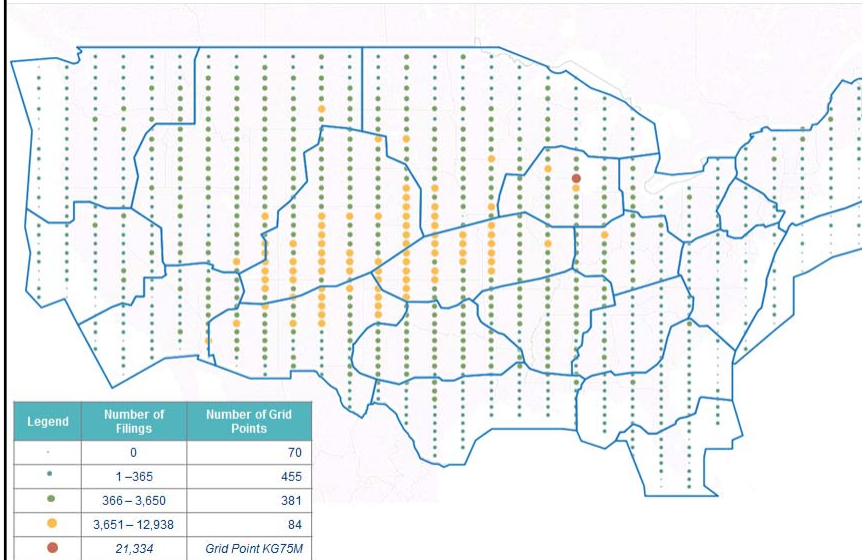 Legend Number of Filings Number of Grid Points
0 70
1 – 365 455
366 – 3,650 381
3,651 – 12,938 84
21,334 Grid Point KG75M